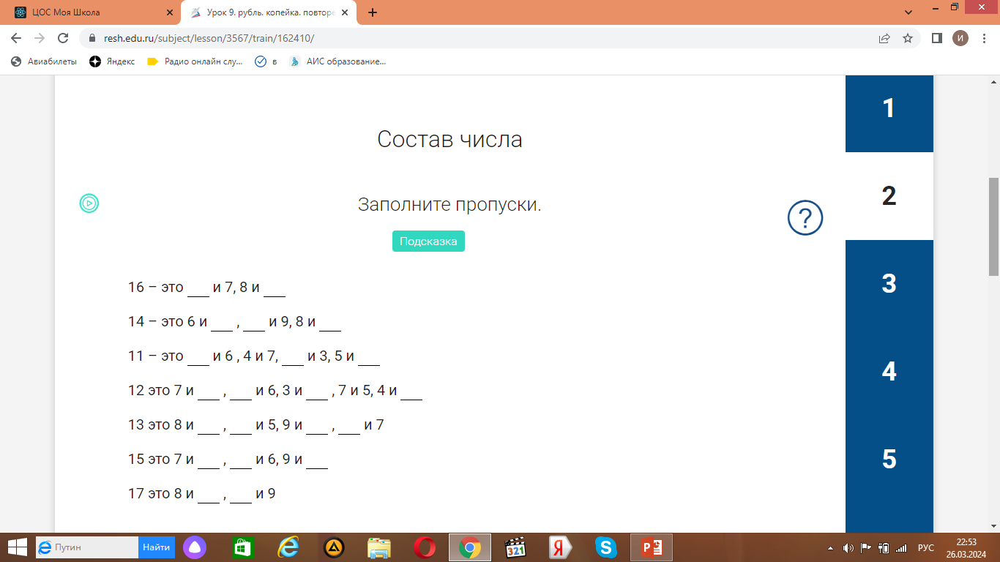 ЦОС Моя Школа
Урок 9. рубль. копейка. повторе
resh.edu.ru/subject/lesson/3567/train/162410/
И
Авиабилеты
Яндекс
Радио онлайн слу...
в
АИС образование...
1
Состав числа
2
Заполните пропуски.
?
Подсказка
3
16 – это ___ и 7, 8 и ___
14 – это 6 и ___ , ___ и 9, 8 и ___
11 – это ___ и 6 , 4 и 7, ___ и 3, 5 и ___
4
12 это 7 и ___ , ___ и 6, 3 и ___ , 7 и 5, 4 и ___
13 это 8 и ___ , ___ и 5, 9 и ___ , ___ и 7
15 это 7 и ___ , ___ и 6, 9 и ___
5
17 это 8 и ___ , ___ и 9
Путин
Найти
321
Я
S
P
РУС
22:53
26.03.2024